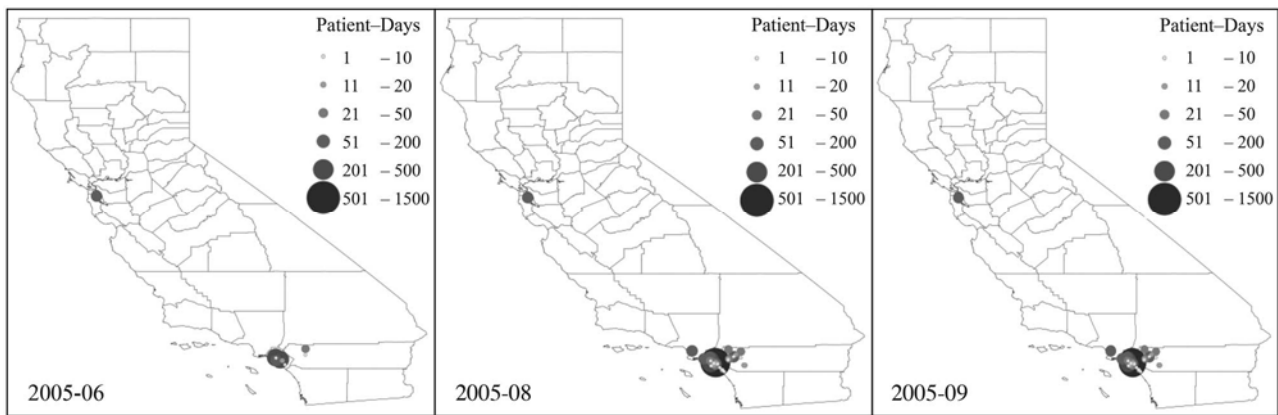 Patient–Days
1 – 10
11 – 20
21 – 50
51 – 200
201 – 500
501 – 1500
2005-06
Patient–Days
1 – 10
11 – 20
21 – 50
51 – 200
201 – 500
501 – 1500
2005-08
Patient–Days
1 – 10
11 – 20
21 – 50
51 – 200
201 – 500
501 – 1500
2005-09